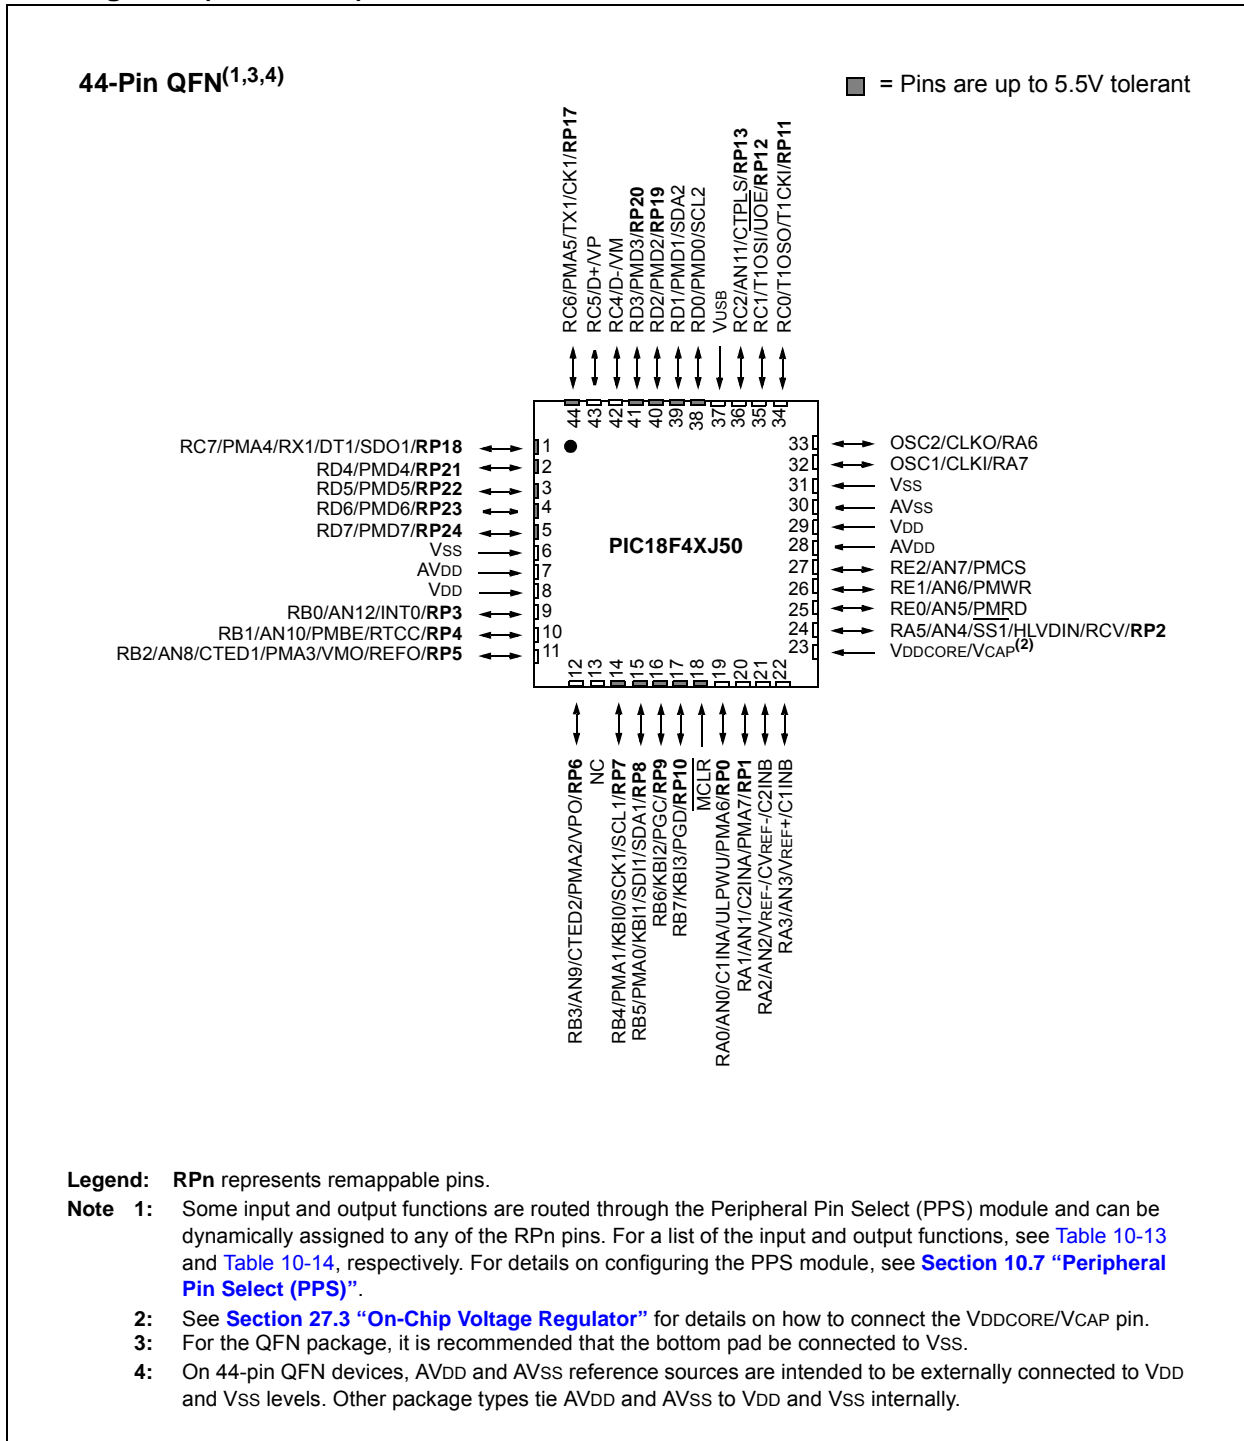 44-Pin QFN(1,3,4)
= Pins are up to 5.5V tolerant
RC6/PMA5/TX1/CK1/RP17
RC5/D+/VP
RC4/D-/VM
RD3/PMD3/RP20
RD2/PMD2/RP19
RD1/PMD1/SDA2
RD0/PMD0/SCL2
VUSB
RC2/AN11/CTPLS/RP13
RC1/T1OSI/UOE/RP12
RC0/T1OSO/T1CKI/RP11
44 43 42 41 40 39 38 37 36 35 34
RC7/PMA4/RX1/DT1/SDO1/RP18 1
RD4/PMD4/RP21 2
RD5/PMD5/RP22 3
RD6/PMD6/RP23 4
RD7/PMD7/RP24 5
VSS 6
AVDD 7
VDD 8
RB0/AN12/INT0/RP3 9
RB1/AN10/PMBE/RTCC/RP4 10
RB2/AN8/CTED1/PMA3/VMO/REFO/RP5 11
PIC18F4XJ50
33 OSC2/CLKO/RA6
32 OSC1/CLKI/RA7
31 VSS
30 AVSS
29 VDD
28 AVDD
27 RE2/AN7/PMCS
26 RE1/AN6/PMWR
25 RE0/AN5/PMRD
24 RA5/AN4/SS1/HLVDIN/RCV/RP2
23 VDDCORE/VCAP(2)
12 13 14 15 16 17 18 19 20 21 22
RB3/AN9/CTED2/PMA2/VPO/RP6
NC
RB4/PMA1/KBI0/SCK1/SCL1/RP7
RB5/PMA0/KBI1/SDI1/SDA1/RP8
RB6/KBI2/PGC/RP9
RB7/KBI3/PGD/RP10
MCLR
RA0/AN0/C1INA/ULPWU/PMA6/RP0
RA1/AN1/C2INA/PMA7/RP1
RA2/AN2/VREF-/CVREF-/C2INB
RA3/AN3/VREF+/C1INB
Legend: RPn represents remappable pins.
Note 1: Some input and output functions are routed through the Peripheral Pin Select (PPS) module and can be
dynamically assigned to any of the RPn pins. For a list of the input and output functions, see Table 10-13
and Table 10-14, respectively. For details on configuring the PPS module, see Section 10.7 “Peripheral
Pin Select (PPS)”.
2: See Section 27.3 “On-Chip Voltage Regulator” for details on how to connect the VDDCORE/VCAP pin.
3: For the QFN package, it is recommended that the bottom pad be connected to VSS.
4: On 44-pin QFN devices, AVDD and AVSS reference sources are intended to be externally connected to VDD
and VSS levels. Other package types tie AVDD and AVSS to VDD and VSS internally.